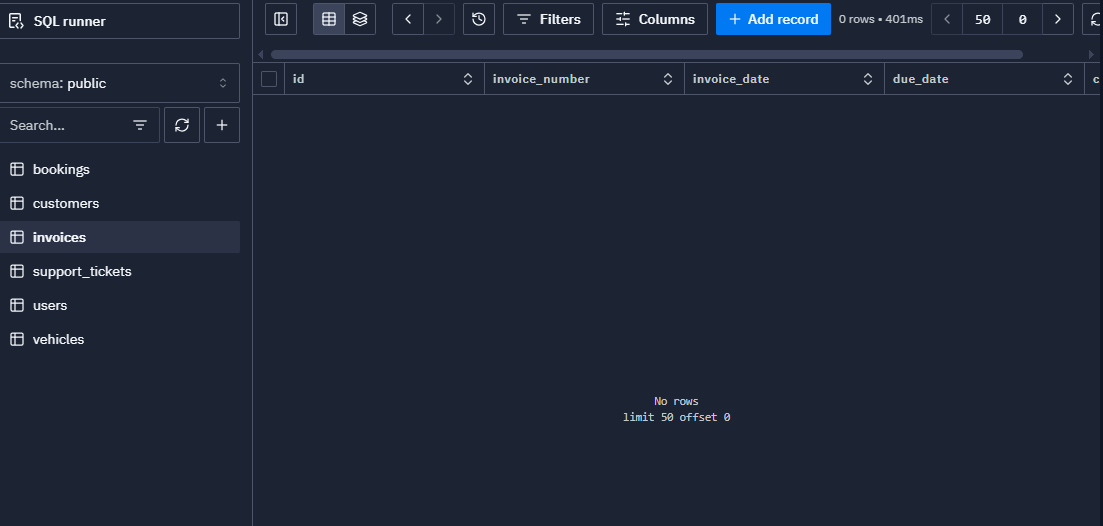 SQL runner
Filters
Columns
+ Add record
0 rows • 401ms
50
0
schema: public
Search...
id
invoice_number
invoice_date
due_date
c
bookings
customers
invoices
support_tickets
users
vehicles
No rows
limit 50 offset 0